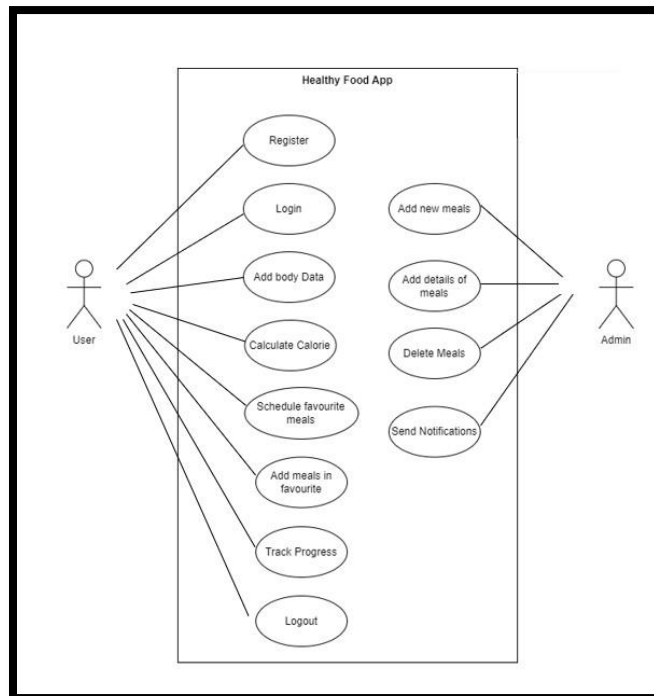 Healthy Food App
Register
Login
Add body Data
Calculate Calorie
Schedule favourite
meals
Add meals in
favourite
Track Progress
Logout
Add new meals
Add details of
meals
Delete Meals
Send Notifications
User
Admin